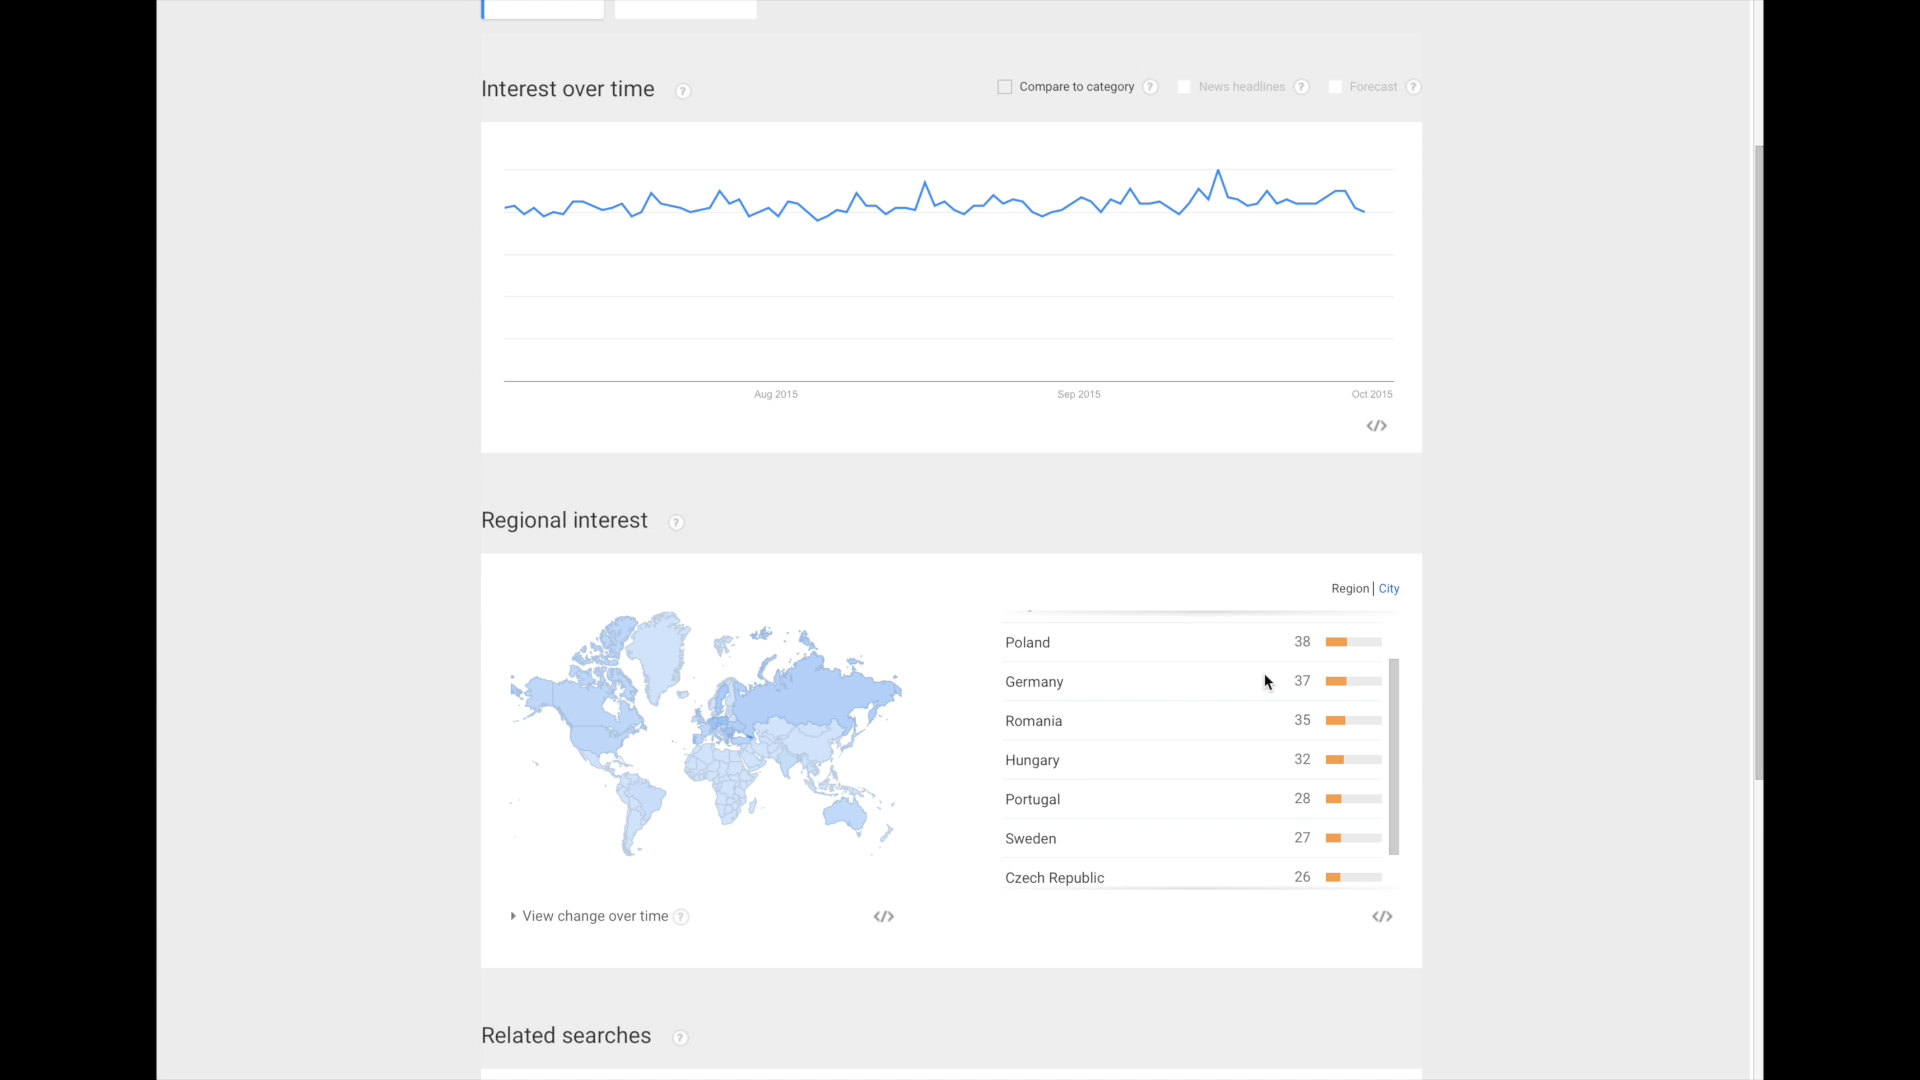 Interest over time ?
Compare to category ? News headlines ? Forecast ?
Aug 2015 Sep 2015 Oct 2015
</>
Regional interest ?
Region | City
Poland 38
Germany 37
Romania 35
Hungary 32
Portugal 28
Sweden 27
Czech Republic 26
View change over time ? </> </>
Related searches ?